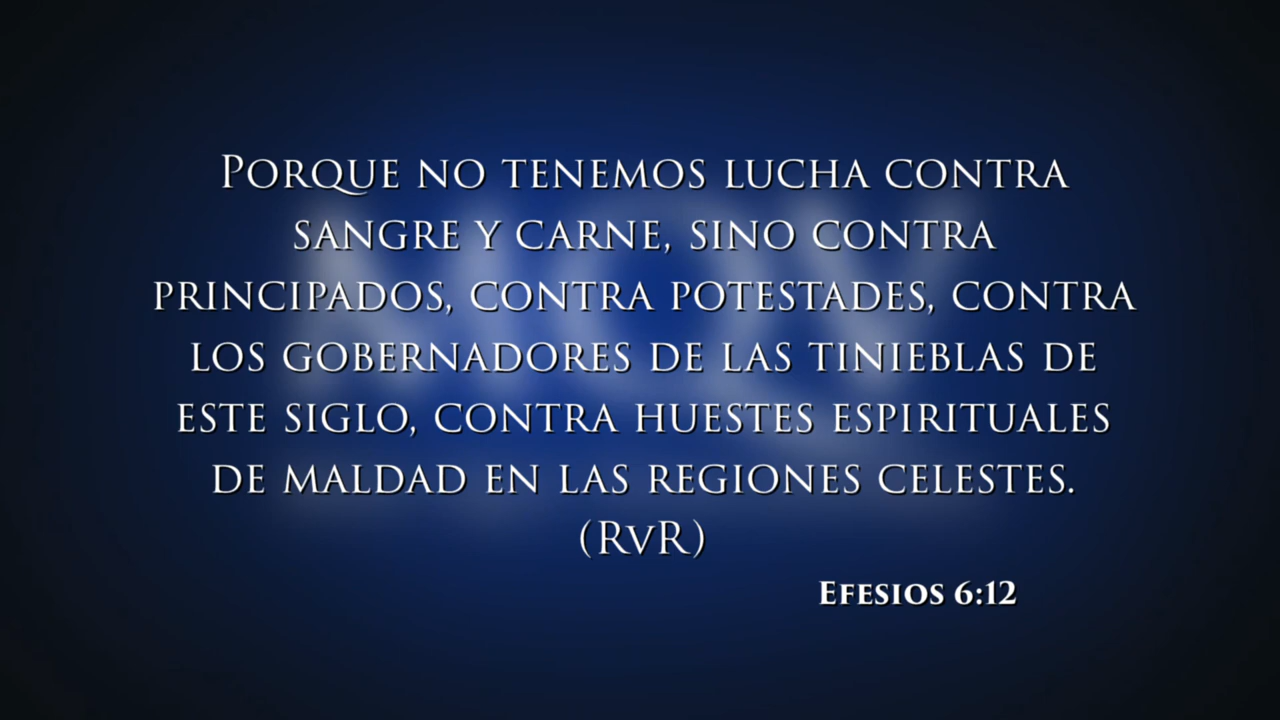 Porque no tenemos lucha contra
sangre y carne, sino contra
principados, contra potestades, contra
los gobernadores de las tinieblas de
este siglo, contra huestes espirituales
de maldad en las regiones celestes.
(RvR)
Efesios 6:12